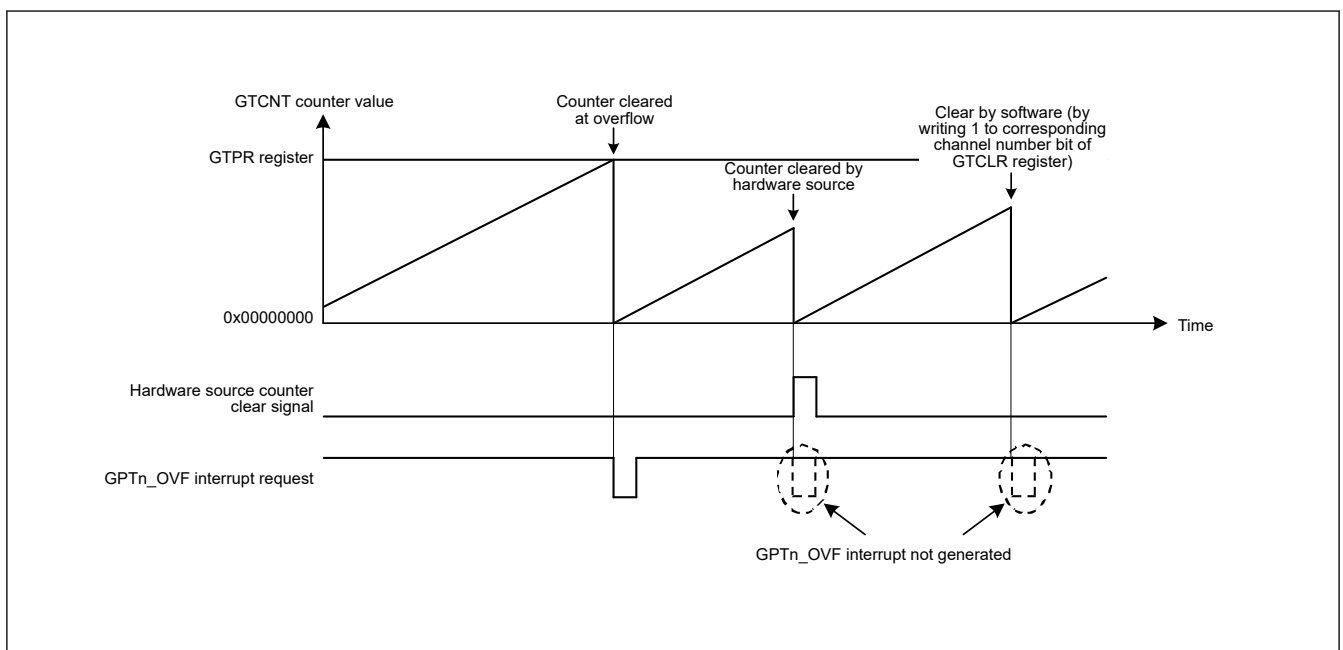 GTCNT counter value
Counter cleared
at overflow
Clear by software (by
writing 1 to corresponding
channel number bit of
GTCLR register)
GTPR register
Counter cleared by
hardware source
0x00000000
Time
Hardware source counter
clear signal
GPTn_OVF interrupt request
GPTn_OVF interrupt not generated